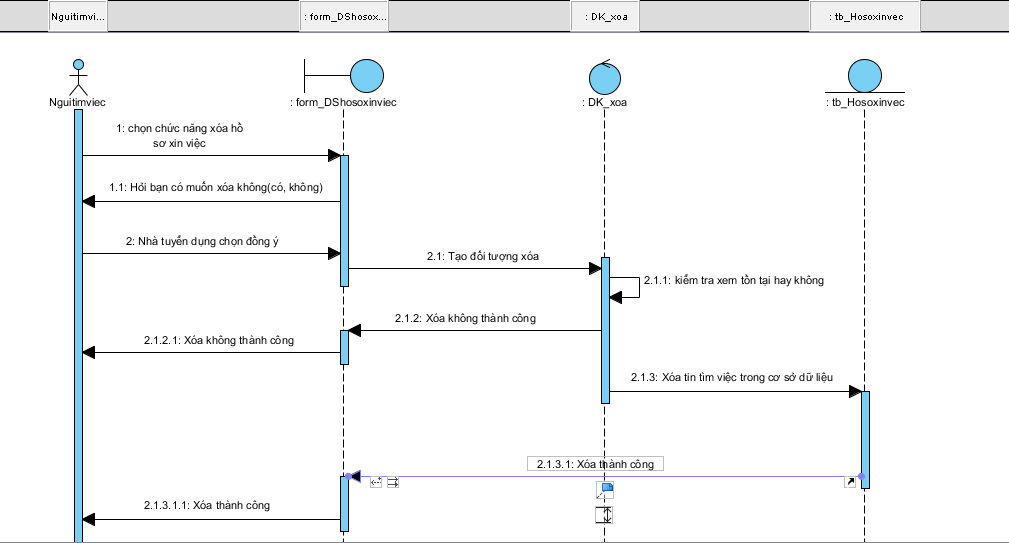 Nguitimvi...
: form_DShosox...
: DK_xoa
: tb_Hosoxinvec
Nguitimviec
: form_DShosoxinviec
: DK_xoa
: tb_Hosoxinvec
1: chọn chức năng xóa hồ
sơ xin việc
1.1: Hỏi bạn có muốn xóa không(có, không)
2: Nhà tuyển dụng chọn đồng ý
2.1: Tạo đối tượng xóa
2.1.1: kiểm tra xem tồn tại hay không
2.1.2: Xóa không thành công
2.1.2.1: Xóa không thành công
2.1.3: Xóa tin tìm việc trong cơ sở dữ liệu
2.1.3.1: Xóa thành công
2.1.3.1.1: Xóa thành công